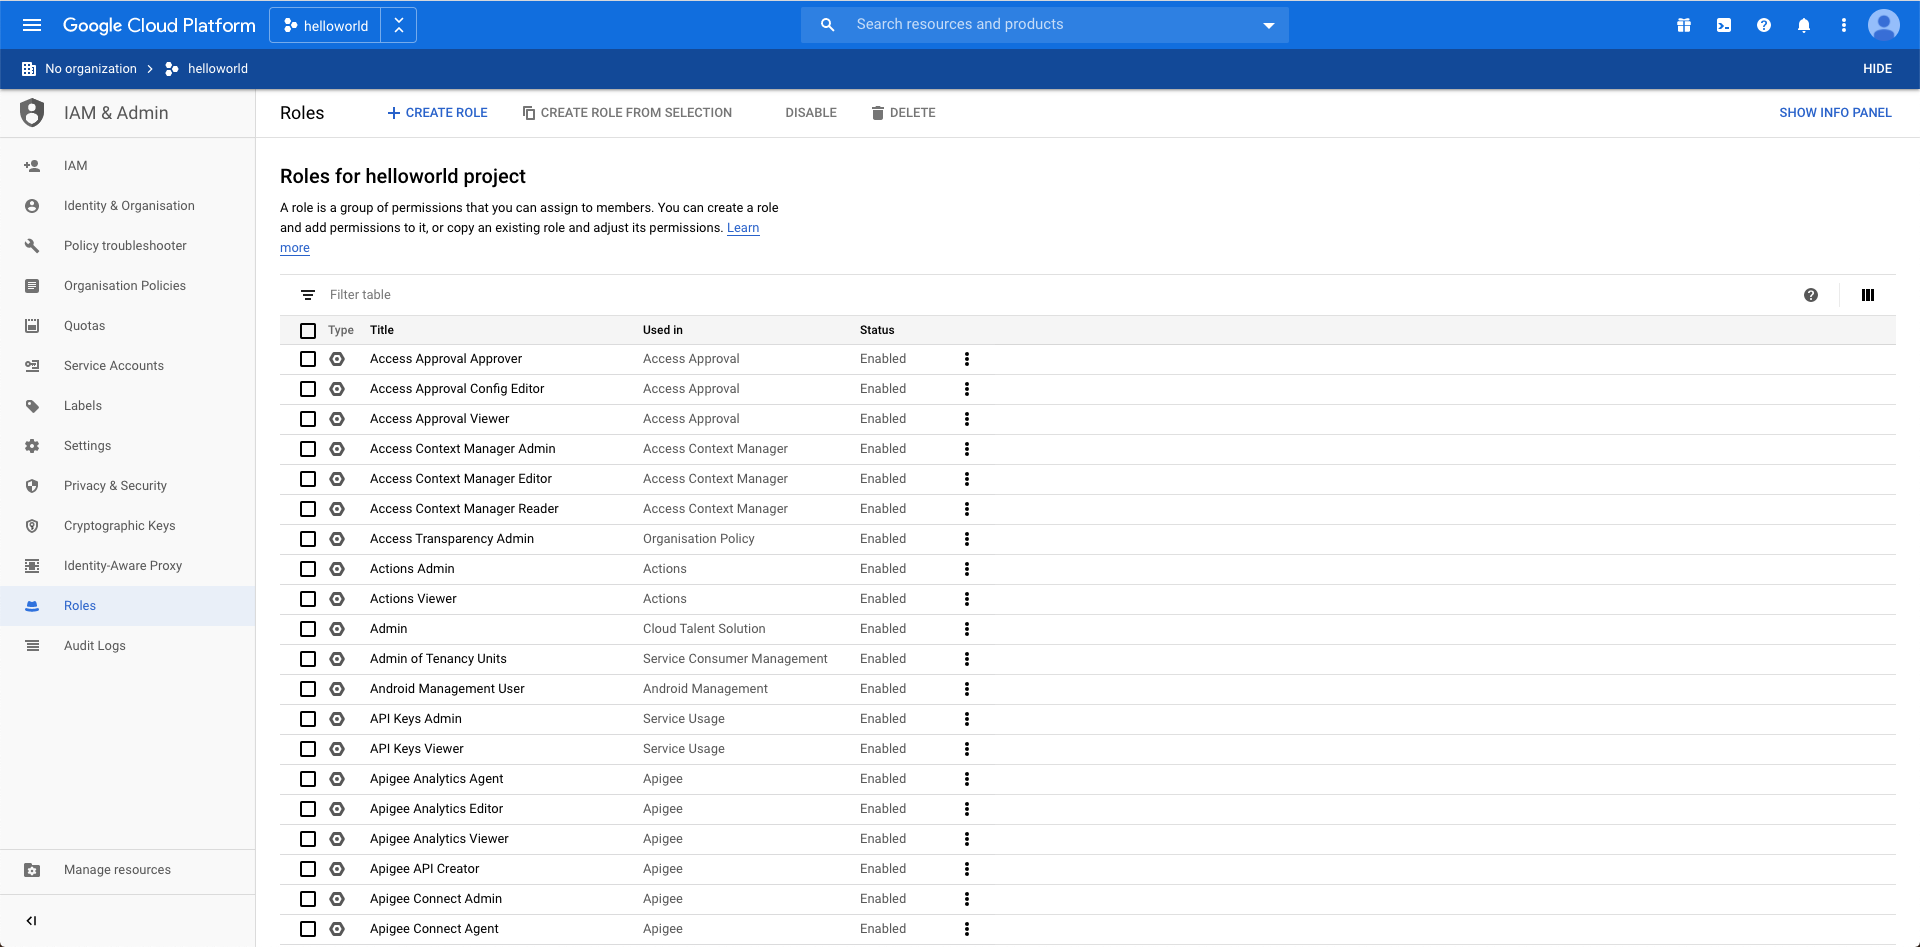 Google Cloud Platform helloworld Search resources and products
No organization helloworld HIDE
IAM & Admin
IAM
Identity & Organisation
Policy troubleshooter
Organisation Policies
Quotas
Service Accounts
Labels
Settings
Privacy & Security
Cryptographic Keys
Identity-Aware Proxy
Roles
Audit Logs
Manage resources
Roles CREATE ROLE CREATE ROLE FROM SELECTION DISABLE DELETE SHOW INFO PANEL
Roles for helloworld project
A role is a group of permissions that you can assign to members. You can create a role
and add permissions to it, or copy an existing role and adjust its permissions. Learn
more
Filter table
Type Title Used in Status
Access Approval Approver Access Approval Enabled
Access Approval Config Editor Access Approval Enabled
Access Approval Viewer Access Approval Enabled
Access Context Manager Admin Access Context Manager Enabled
Access Context Manager Editor Access Context Manager Enabled
Access Context Manager Reader Access Context Manager Enabled
Access Transparency Admin Organisation Policy Enabled
Actions Admin Actions Enabled
Actions Viewer Actions Enabled
Admin Cloud Talent Solution Enabled
Admin of Tenancy Units Service Consumer Management Enabled
Android Management User Android Management Enabled
API Keys Admin Service Usage Enabled
API Keys Viewer Service Usage Enabled
Apigee Analytics Agent Apigee Enabled
Apigee Analytics Editor Apigee Enabled
Apigee Analytics Viewer Apigee Enabled
Apigee API Creator Apigee Enabled
Apigee Connect Admin Apigee Enabled
Apigee Connect Agent Apigee Enabled